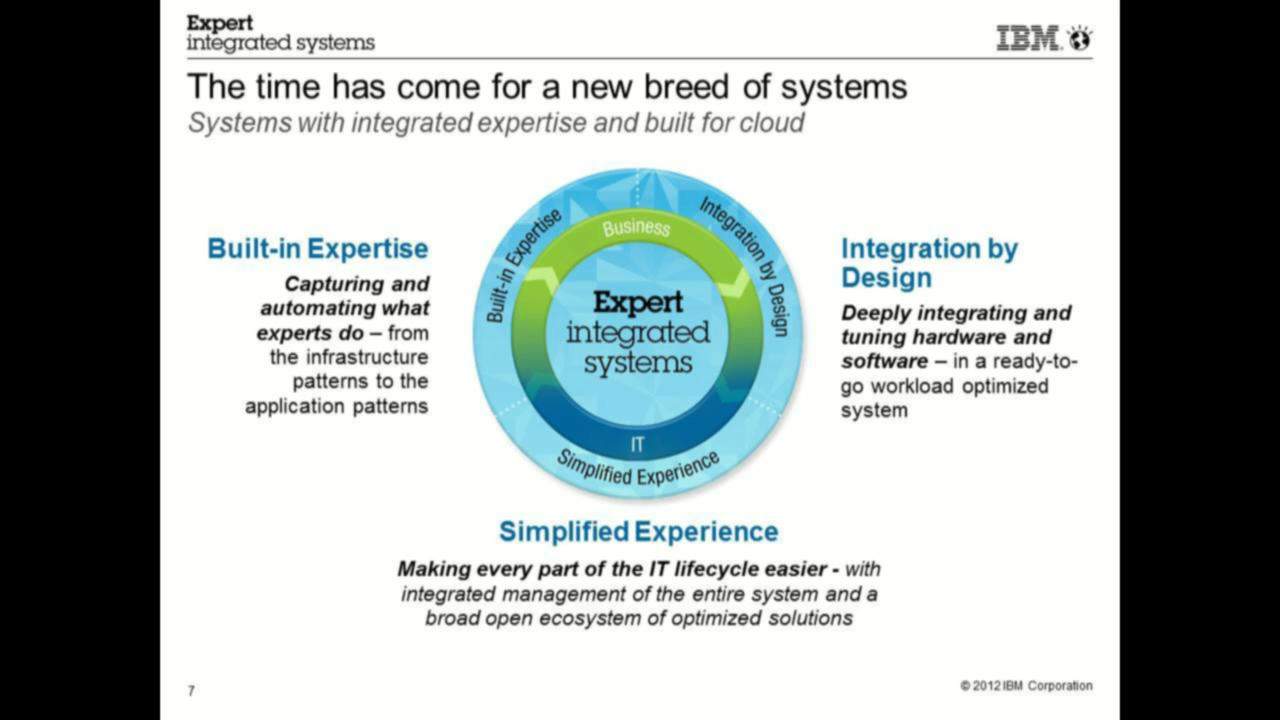 Expert
integrated systems
IBM
The time has come for a new breed of systems
Systems with integrated expertise and built for cloud
Built-in Expertise
Capturing and
automating what
experts do – from
the infrastructure
patterns to the
application patterns
Built-in Expertise
Business
Integration by Design
Expert
integrated
systems
IT
Simplified Experience
Integration by
Design
Deeply integrating and
tuning hardware and
software – in a ready-to-
go workload optimized
system
Simplified Experience
Making every part of the IT lifecycle easier - with
integrated management of the entire system and a
broad open ecosystem of optimized solutions
7
© 2012 IBM Corporation